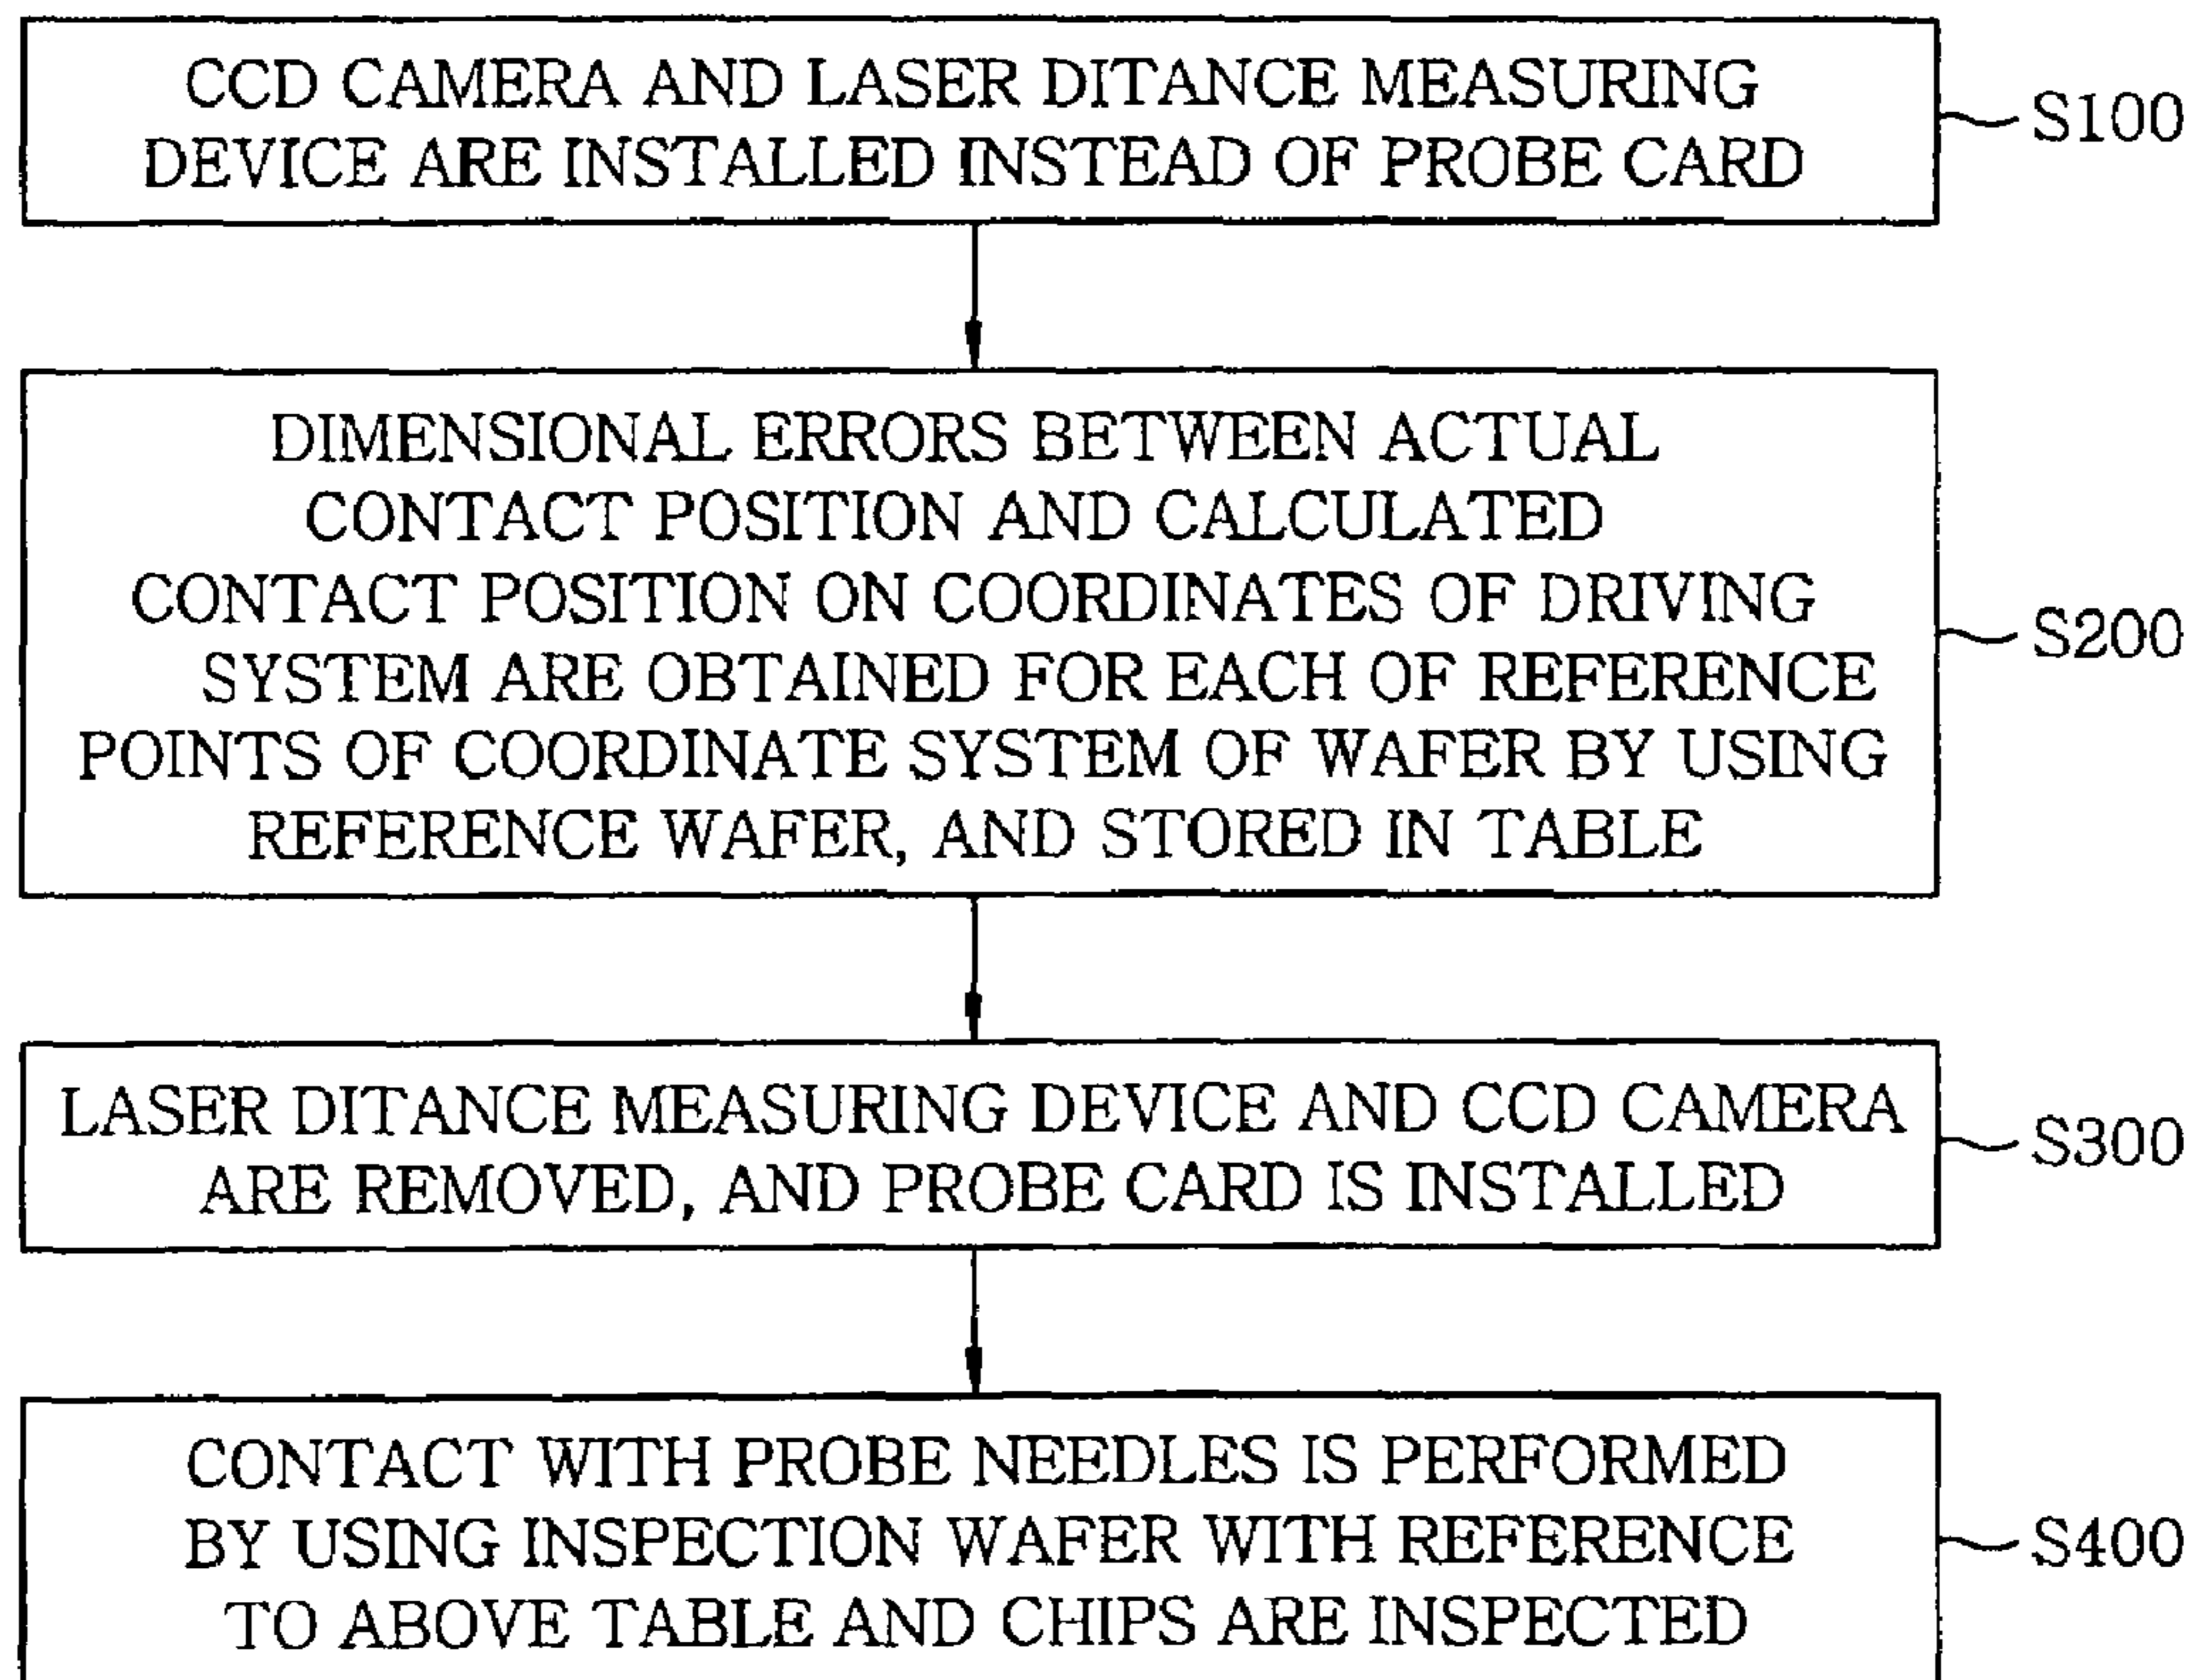 CCD CAMERA AND LASER DITANCE MEASURING
DEVICE ARE INSTALLED INSTEAD OF PROBE CARD
S100
DIMENSIONAL ERRORS BETWEEN ACTUAL
CONTACT POSITION AND CALCULATED
CONTACT POSITION ON COORDINATES OF DRIVING
SYSTEM ARE OBTAINED FOR EACH OF REFERENCE
POINTS OF COORDINATE SYSTEM OF WAFER BY USING
REFERENCE WAFER, AND STORED IN TABLE
S200
LASER DITANCE MEASURING DEVICE AND CCD CAMERA
ARE REMOVED, AND PROBE CARD IS INSTALLED
S300
CONTACT WITH PROBE NEEDLES IS PERFORMED
BY USING INSPECTION WAFER WITH REFERENCE
TO ABOVE TABLE AND CHIPS ARE INSPECTED
S400